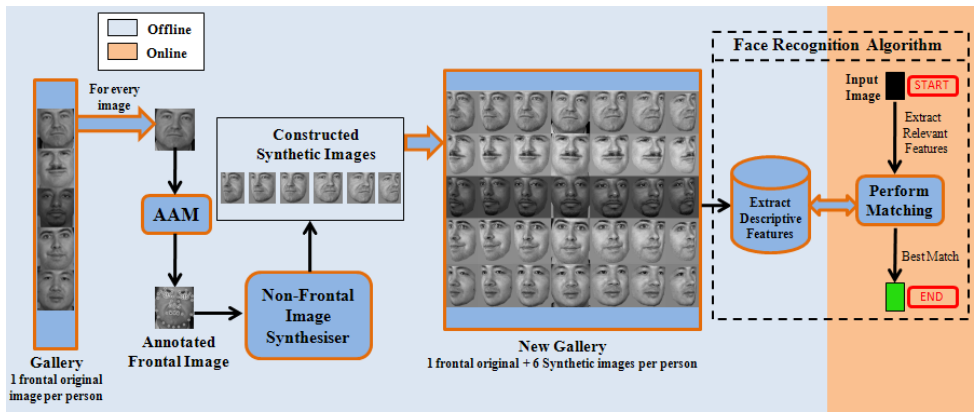 Offline
Online
For every
image
AAM
Annotated
Frontal Image
Gallery
1 frontal original
image per person
Constructed
Synthetic Images
Non-Frontal
Image
Synthesiser
New Gallery
1 frontal original + 6 Synthetic images per person
Face Recognition Algorithm
Input
Image
START
Extract
Relevant
Features
Extract
Descriptive
Features
Perform
Matching
Best Match
END